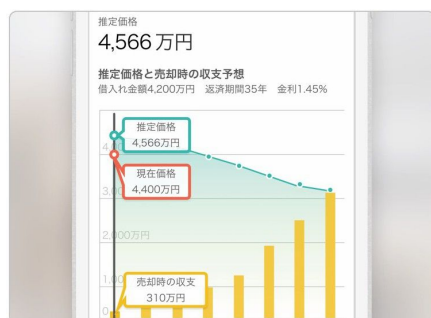 推定価格
4,566万円
推定価格と売却時の収支予想
借入れ金額4,200万円 返済期間35年 金利1.45%
推定価格
4,566万円
現在価格
4,400万円
2,000万円
売却時の収支
310万円